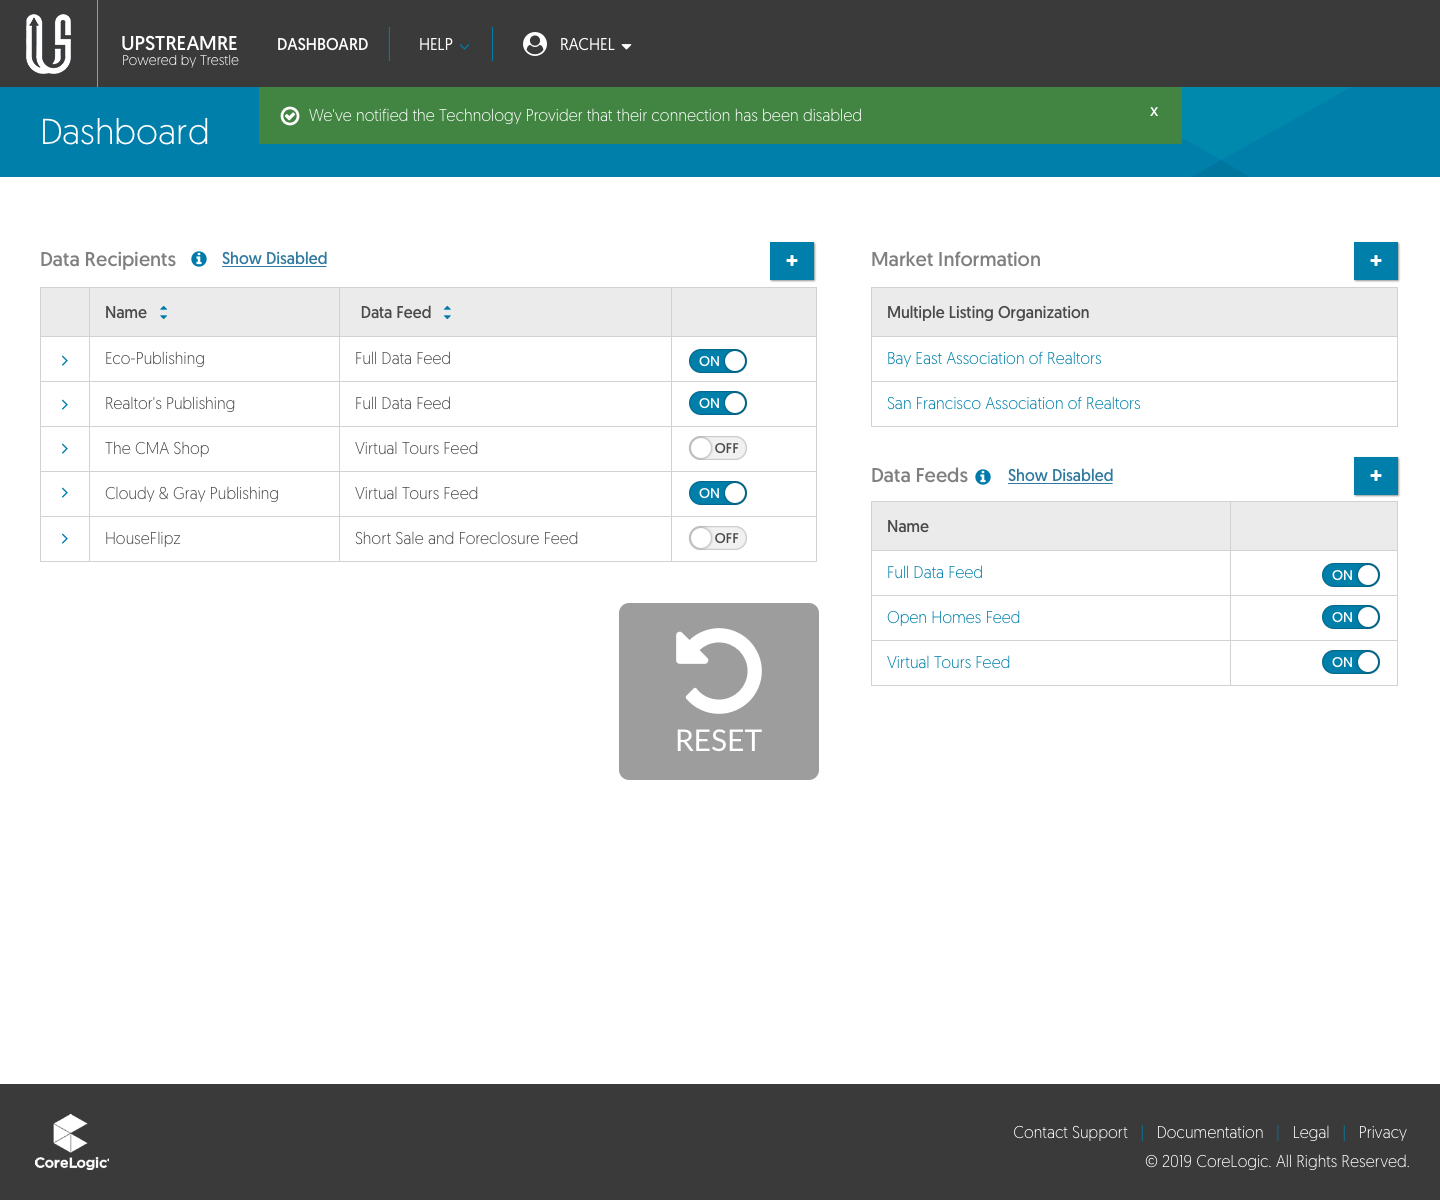 UPSTREAMRE
Powered by Trestle
DASHBOARD
HELP
RACHEL
Dashboard
We've notified the Technology Provider that their connection has been disabled
x
Data Recipients Show Disabled
Name Data Feed
Eco-Publishing Full Data Feed ON
Realtor's Publishing Full Data Feed ON
The CMA Shop Virtual Tours Feed OFF
Cloudy & Gray Publishing Virtual Tours Feed ON
HouseFlipz Short Sale and Foreclosure Feed OFF
RESET
Market Information
Multiple Listing Organization
Bay East Association of Realtors
San Francisco Association of Realtors
Data Feeds Show Disabled
Name
Full Data Feed ON
Open Homes Feed ON
Virtual Tours Feed ON
CoreLogic
Contact Support | Documentation | Legal | Privacy
© 2019 CoreLogic. All Rights Reserved.